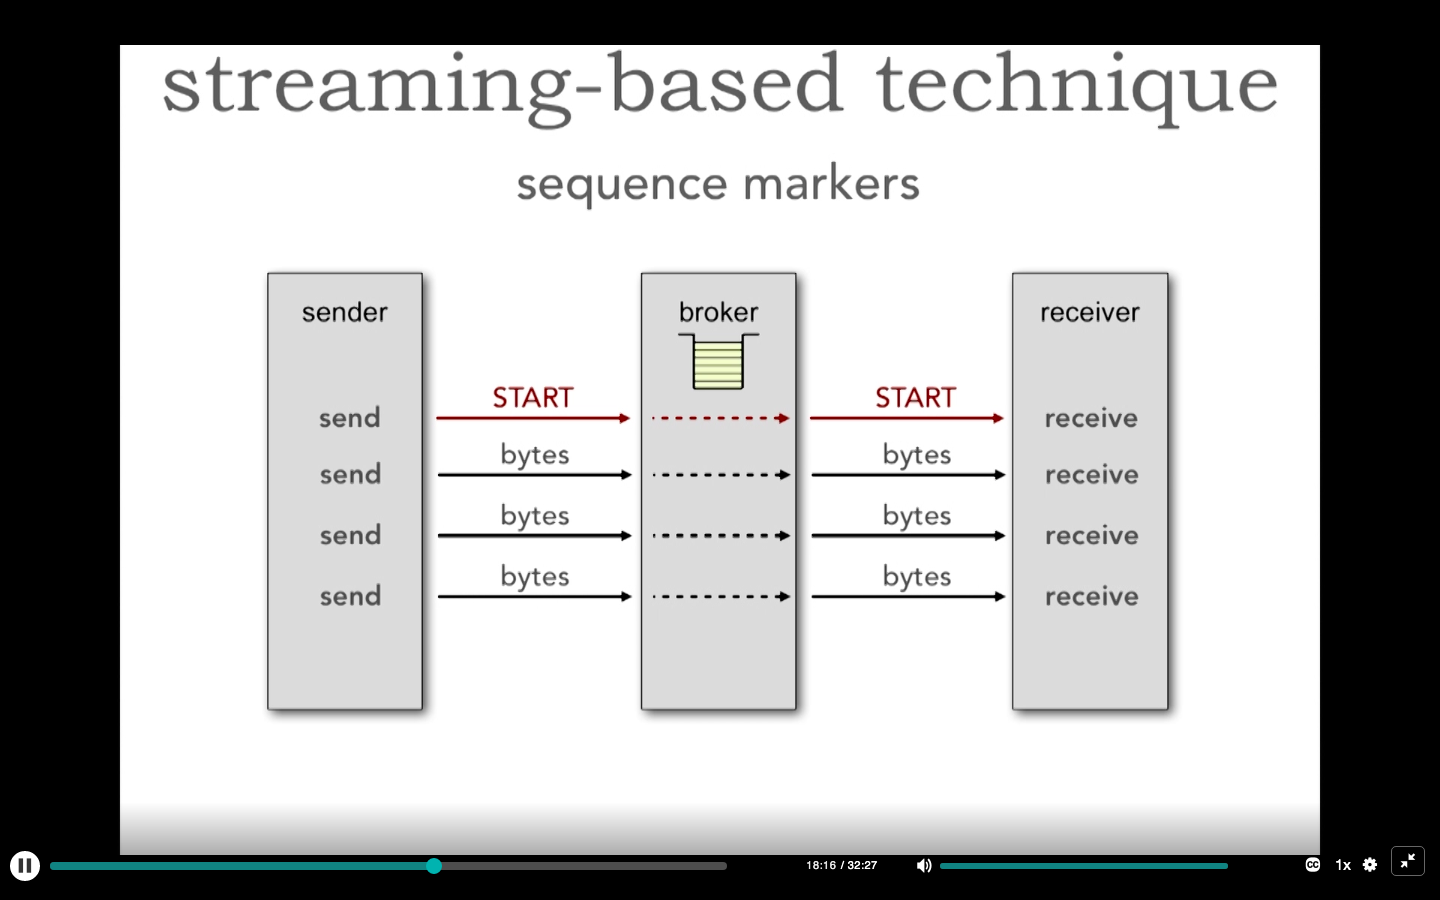 streaming-based technique
sequence markers
sender broker receiver
START START
send receive
bytes bytes
send receive
bytes bytes
send receive
bytes bytes
send receive
18:16 / 32:27 CC 1x